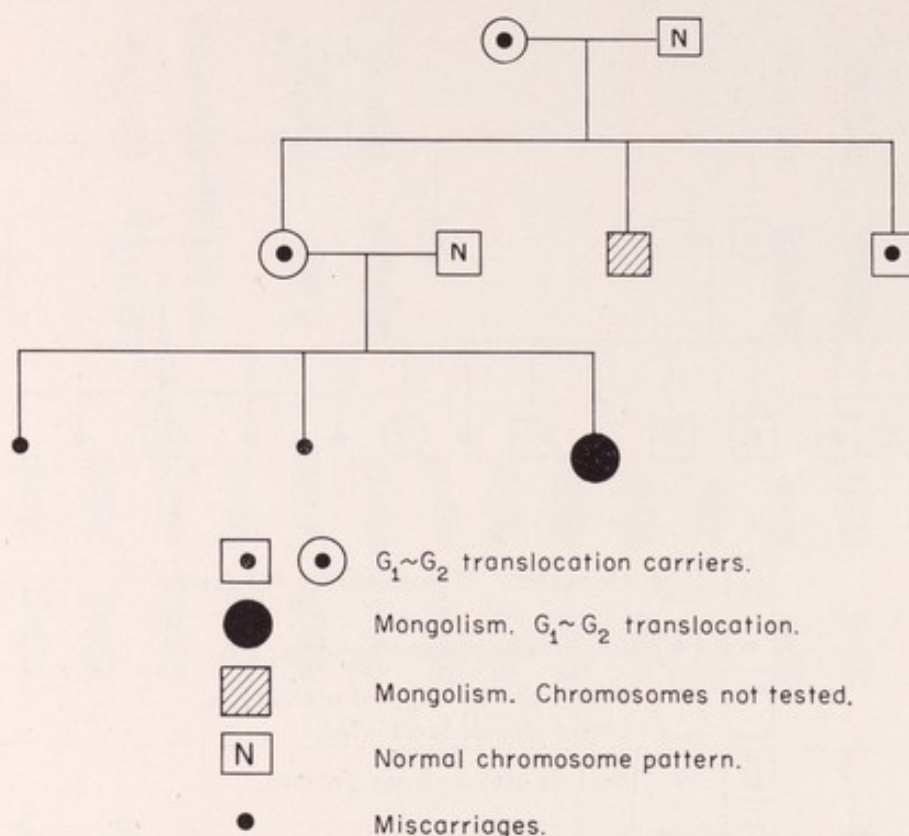 N
N
G₁~G₂ translocation carriers.
Mongolism. G₁~G₂ translocation.
Mongolism. Chromosomes not tested.
N Normal chromosome pattern.
Miscarriages.